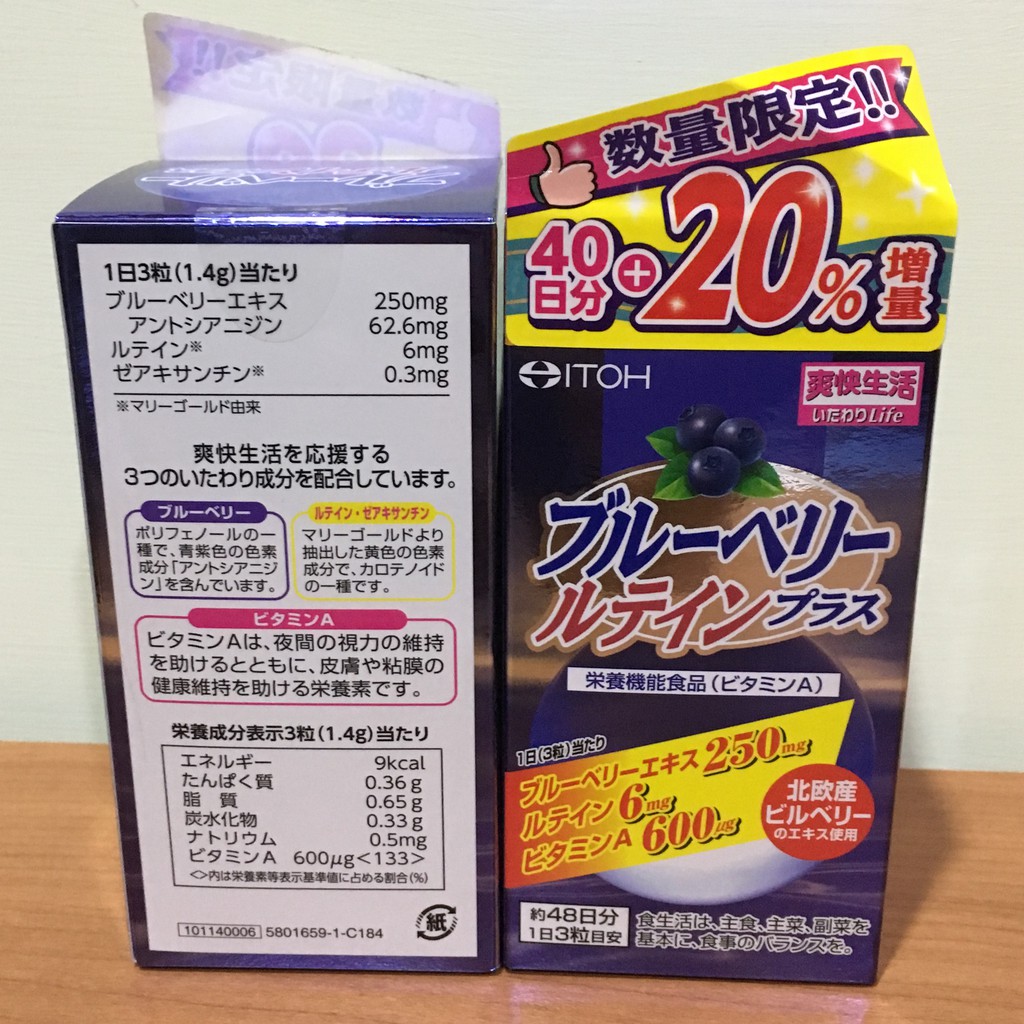 1日3粒(1.4g)当たり
ブルーベリーエキス 250mg
アントシアニジン 62.6mg
ルテイン※ 6mg
ゼアキサンチン※ 0.3mg
※マリーゴールド由来
爽快生活を応援する
3つのいたわり成分を配合しています。
ブルーベリー
ポリフェノールの一
種で、青紫色の色素
成分「アントシアニジ
ン」を含んでいます。
ルテイン・ゼアキサンチン
マリーゴールドより
抽出した黄色の色素
成分で、カロテノイド
の一種です。
ビタミンA
ビタミンAは、夜間の視力の維持
を助けるとともに、皮膚や粘膜の
健康維持を助ける栄養素です。
栄養成分表示3粒(1.4g)当たり
エネルギー 9kcal
たんぱく質 0.36g
脂 質 0.65g
炭水化物 0.33g
ナトリウム 0.5mg
ビタミンA 600μg<133>
<>内は栄養素等表示基準値に占める割合(%)
101140006 5801659-1-C184
紙
数量限定!!
40日分+20%増量
ITOH
爽快生活
いたわりLife
ブルーベリー
ルテインプラス
栄養機能食品(ビタミンA)
1日(3粒)当たり
ブルーベリーエキス 250mg
ルテイン 6mg
ビタミンA 600μg
北欧産
ビルベリー
のエキス使用
約48日分
1日3粒目安
食生活は、主食、主菜、副菜を
基本に、食事のバランスを。